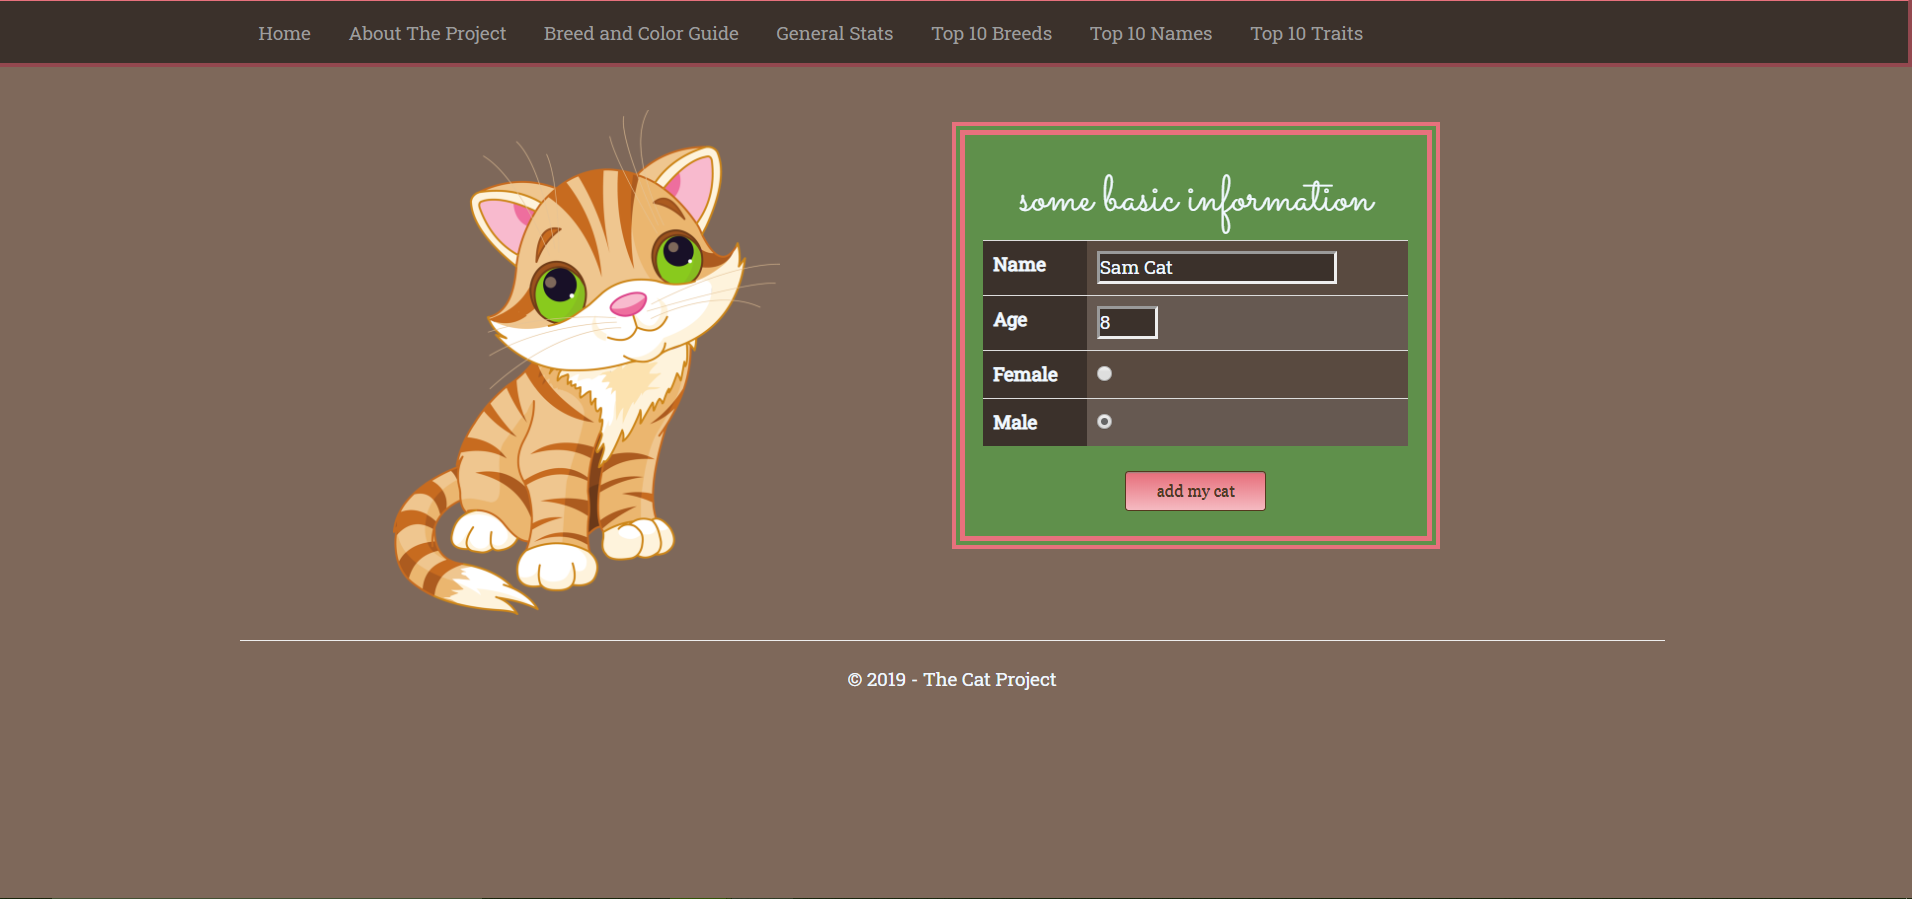 Home About The Project Breed and Color Guide General Stats Top 10 Breeds Top 10 Names Top 10 Traits
some basic information
Name Sam Cat
Age 8
Female
Male
add my cat
© 2019 - The Cat Project